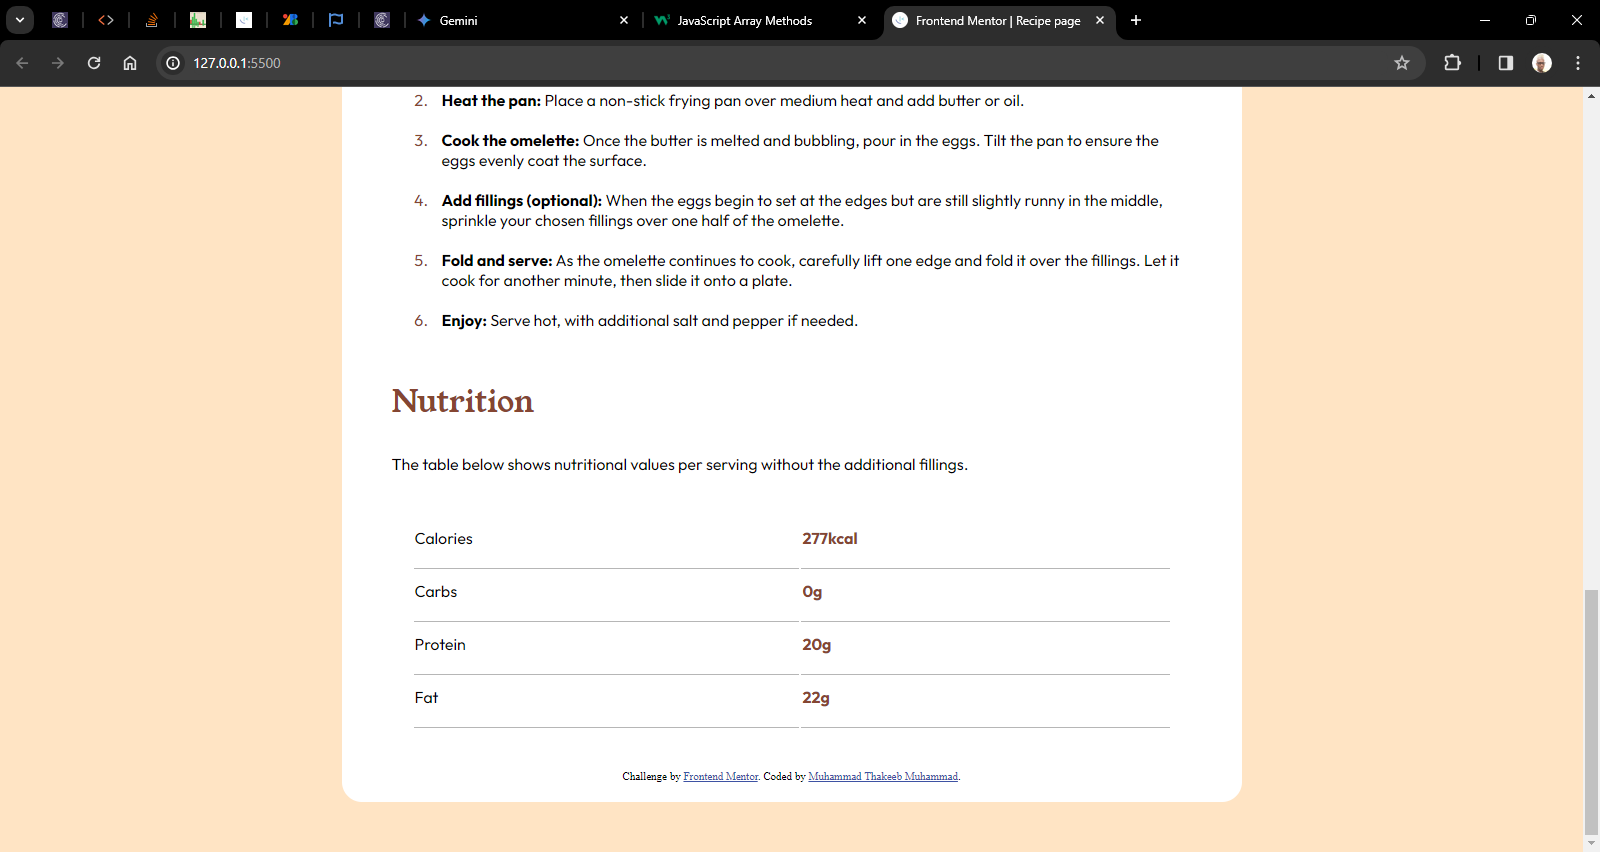 Gemini
JavaScript Array Methods
Frontend Mentor | Recipe page
127.0.0.1:5500
2. Heat the pan: Place a non-stick frying pan over medium heat and add butter or oil.
3. Cook the omelette: Once the butter is melted and bubbling, pour in the eggs. Tilt the pan to ensure the
eggs evenly coat the surface.
4. Add fillings (optional): When the eggs begin to set at the edges but are still slightly runny in the middle,
sprinkle your chosen fillings over one half of the omelette.
5. Fold and serve: As the omelette continues to cook, carefully lift one edge and fold it over the fillings. Let it
cook for another minute, then slide it onto a plate.
6. Enjoy: Serve hot, with additional salt and pepper if needed.
Nutrition
The table below shows nutritional values per serving without the additional fillings.
Calories 277kcal
Carbs 0g
Protein 20g
Fat 22g
Challenge by Frontend Mentor. Coded by Muhammad Thakeeb Muhammad.